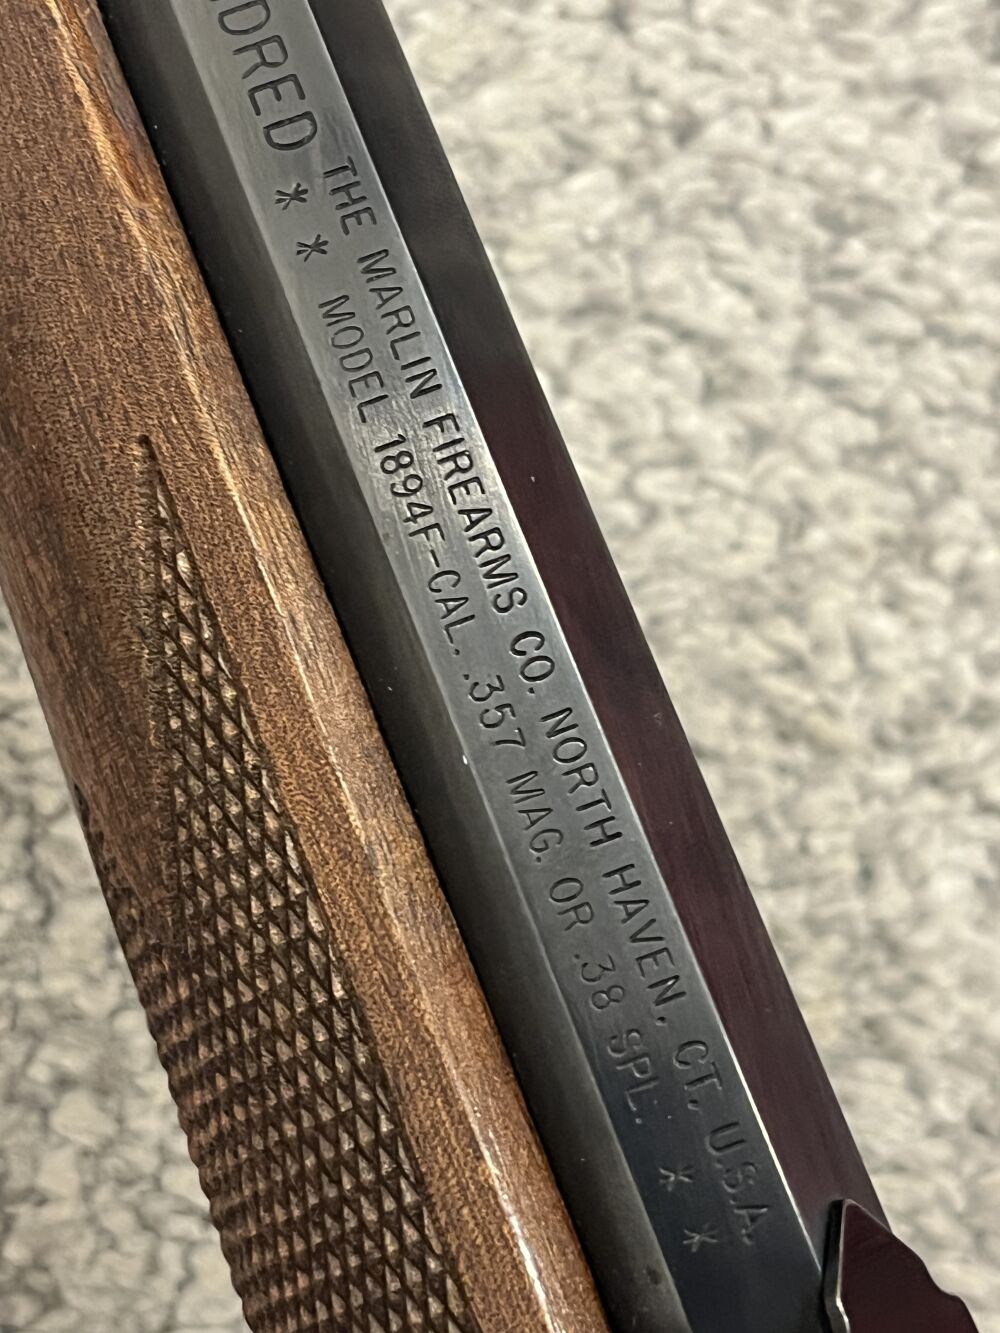 DRED
THE MARLIN FIREARMS CO. NORTH HAVEN, CT. U.S.A.
* * MODEL 1894F-CAL. .357 MAG. OR .38 SPL. * *